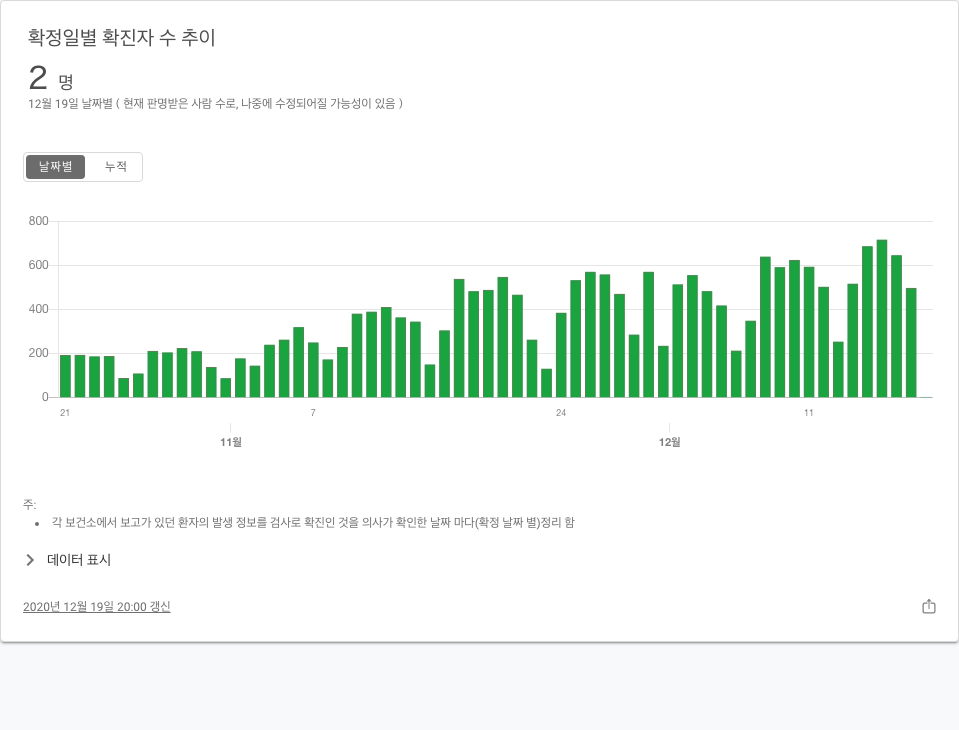 확정일별 확진자 수 추이
2 명
12월 19일 날짜별 ( 현재 판명받은 사람 수로, 나중에 수정되어질 가능성이 있음 )
날짜별 누적
800
600
400
200
0
21 7 24 11
11월 12월
주:
• 각 보건소에서 보고가 있던 환자의 발생 정보를 검사로 확진인 것을 의사가 확인한 날짜 마다(확정 날짜 별)정리 함
데이터 표시
2020년 12월 19일 20:00 갱신